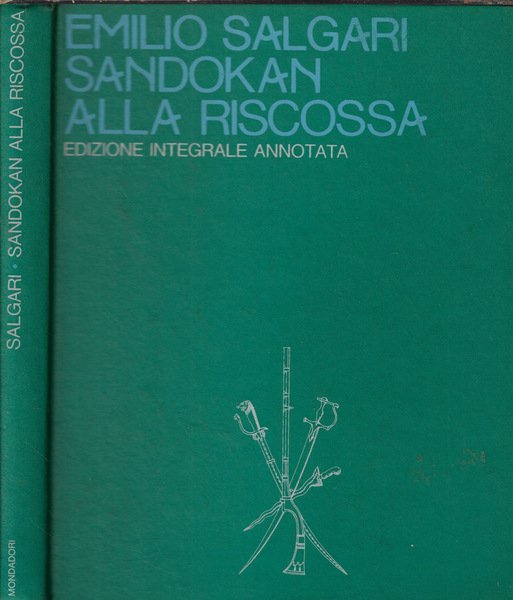 EMILIO SALGARI
SANDOKAN
ALLA RISCOSSA
EDIZIONE INTEGRALE ANNOTATA
SALGARI • SANDOKAN ALLA RISCOSSA
MONDADORI